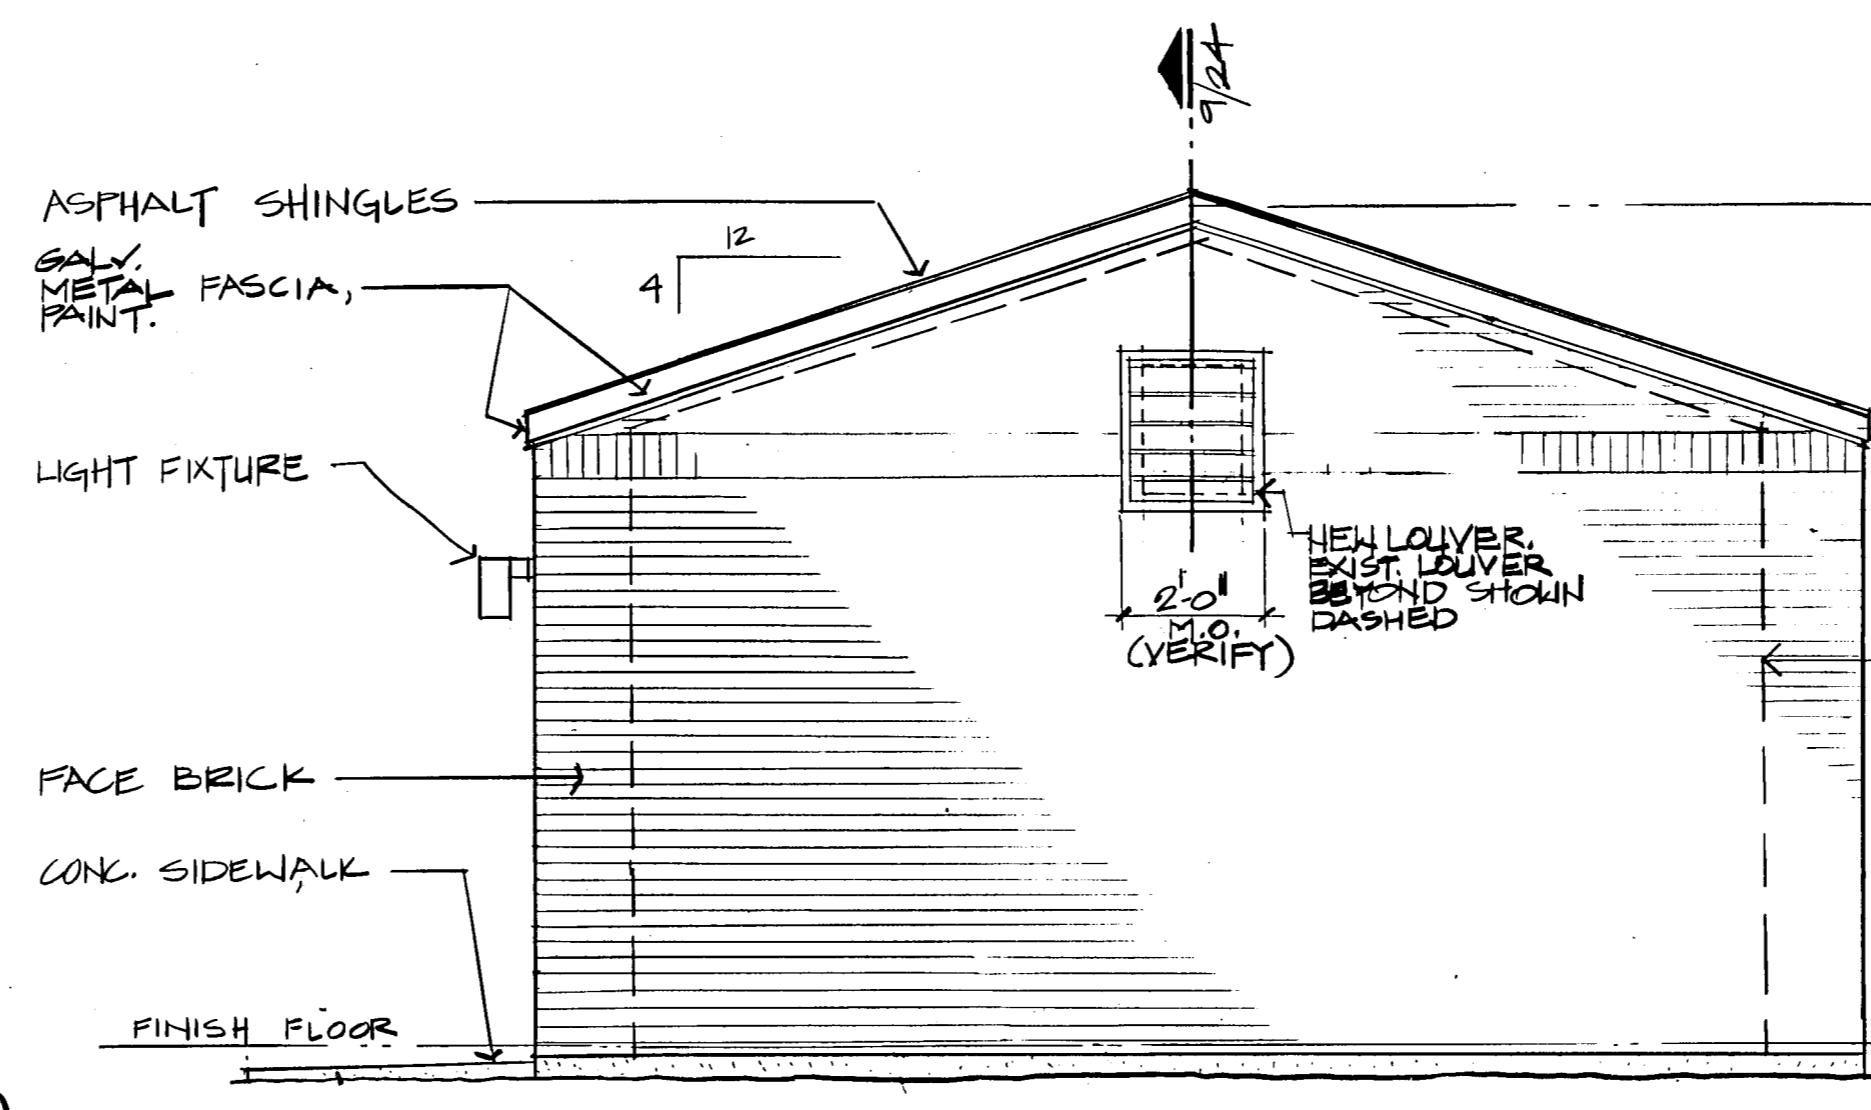 9/24
ASPHALT SHINGLES
12
4
GALV.
METAL FASCIA,
PAINT.
LIGHT FIXTURE
NEW LOUVER.
EXIST. LOUVER
BEYOND SHOWN
DASHED
2'-0"
M.O.
(VERIFY)
FACE BRICK
CONC. SIDEWALK
FINISH FLOOR